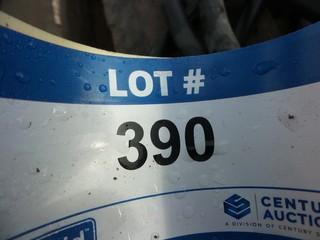 LOT #
390
CENTU
AUCTIO
A DIVISION OF CENTURY S